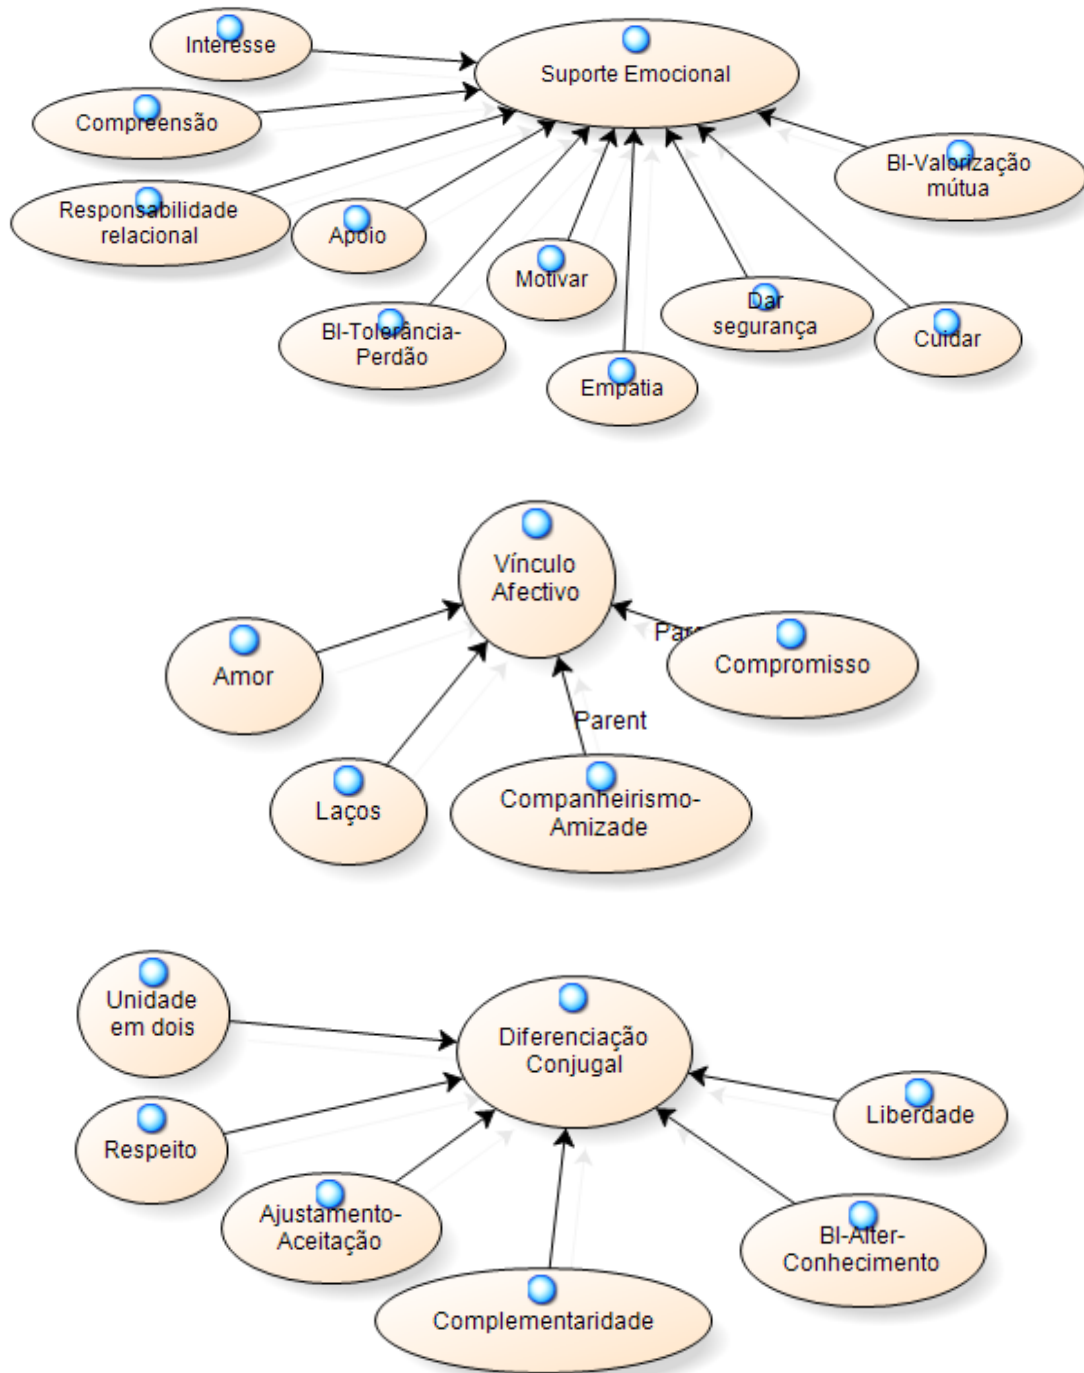 Interesse
Suporte Emocional
Compreensão
BI-Valorização
mútua
Responsabilidade
relacional
Apoio
Motivar
Dar
segurança
BI-Tolerância-
Perdão
Cuidar
Empatia
Vínculo
Afectivo
Amor
Compromisso
Parent
Laços
Companheirismo-
Amizade
Unidade
em dois
Diferenciação
Conjugal
Liberdade
Respeito
Ajustamento-
Aceitação
BI-Alter-
Conhecimento
Complementaridade